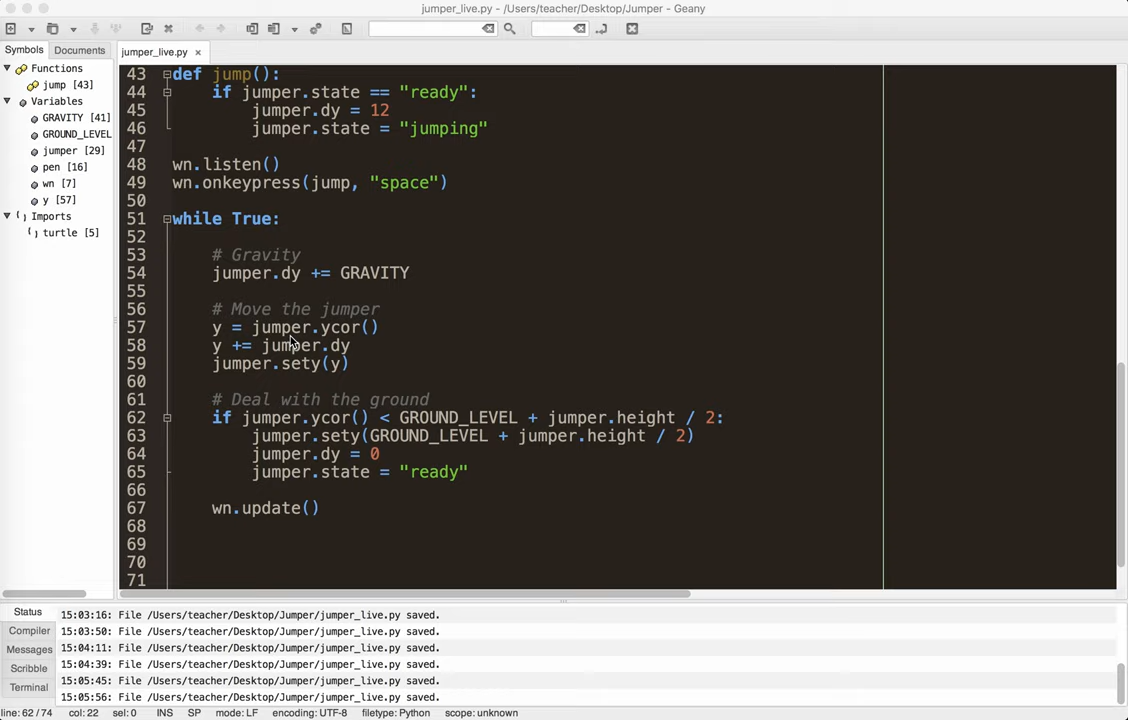 jumper_live.py - /Users/teacher/Desktop/Jumper - Geany
Symbols Documents jumper_live.py ×
Functions
jump [43]
Variables
GRAVITY [41]
GROUND_LEVEL
jumper [29]
pen [16]
wn [7]
y [57]
Imports
turtle [5]
43 def jump():
44 if jumper.state == "ready":
45 jumper.dy = 12
46 jumper.state = "jumping"
47
48 wn.listen()
49 wn.onkeypress(jump, "space")
50
51 while True:
52
53 # Gravity
54 jumper.dy += GRAVITY
55
56 # Move the jumper
57 y = jumper.ycor()
58 y += jumper.dy
59 jumper.sety(y)
60
61 # Deal with the ground
62 if jumper.ycor() < GROUND_LEVEL + jumper.height / 2:
63 jumper.sety(GROUND_LEVEL + jumper.height / 2)
64 jumper.dy = 0
65 jumper.state = "ready"
66
67 wn.update()
68
69
70
71
Status
Compiler
Messages
Scribble
Terminal
15:03:16: File /Users/teacher/Desktop/Jumper/jumper_live.py saved.
15:03:50: File /Users/teacher/Desktop/Jumper/jumper_live.py saved.
15:04:11: File /Users/teacher/Desktop/Jumper/jumper_live.py saved.
15:04:39: File /Users/teacher/Desktop/Jumper/jumper_live.py saved.
15:05:45: File /Users/teacher/Desktop/Jumper/jumper_live.py saved.
15:05:56: File /Users/teacher/Desktop/Jumper/jumper_live.py saved.
line: 62 / 74 col: 22 sel: 0 INS SP mode: LF encoding: UTF-8 filetype: Python scope: unknown